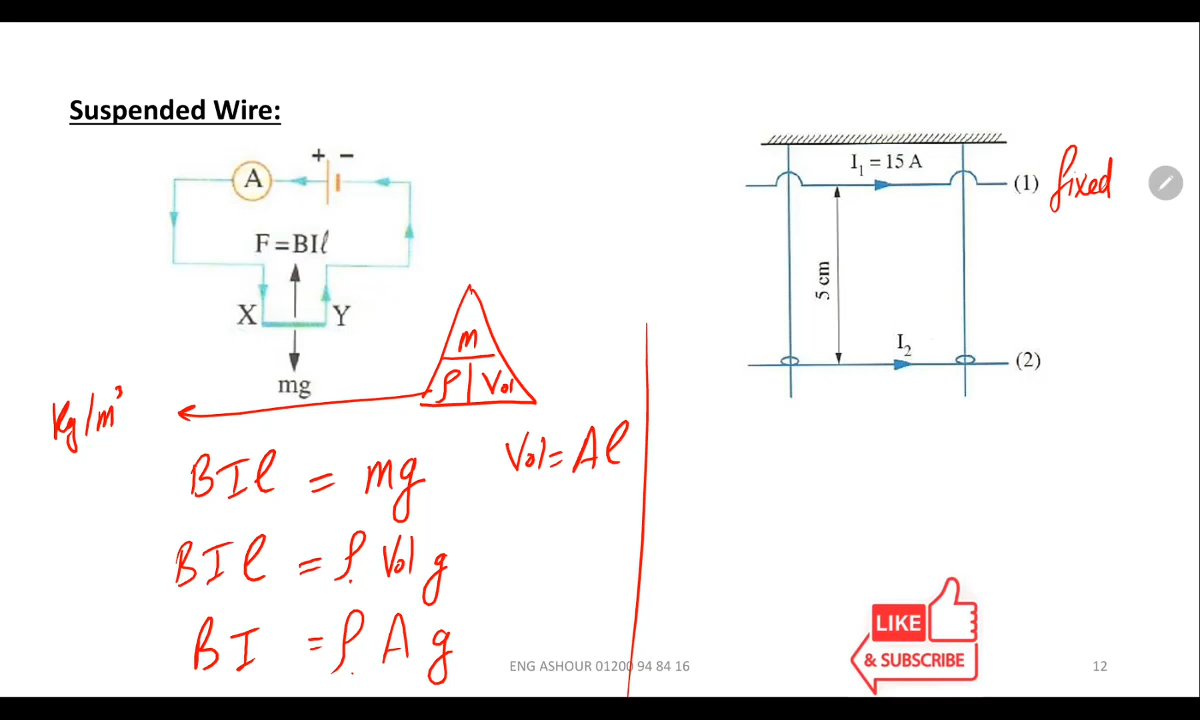 Suspended Wire:
+ −
A
F = BIℓ
X
Y
mg
m
ρ Vol
Kg/m³
Vol = Aℓ
BIℓ = mg
BIℓ = ρ Vol g
BI = ρ A g
I₁ = 15 A
(1) fixed
5 cm
I₂
(2)
LIKE
& SUBSCRIBE
ENG ASHOUR 01200 94 84 16
12